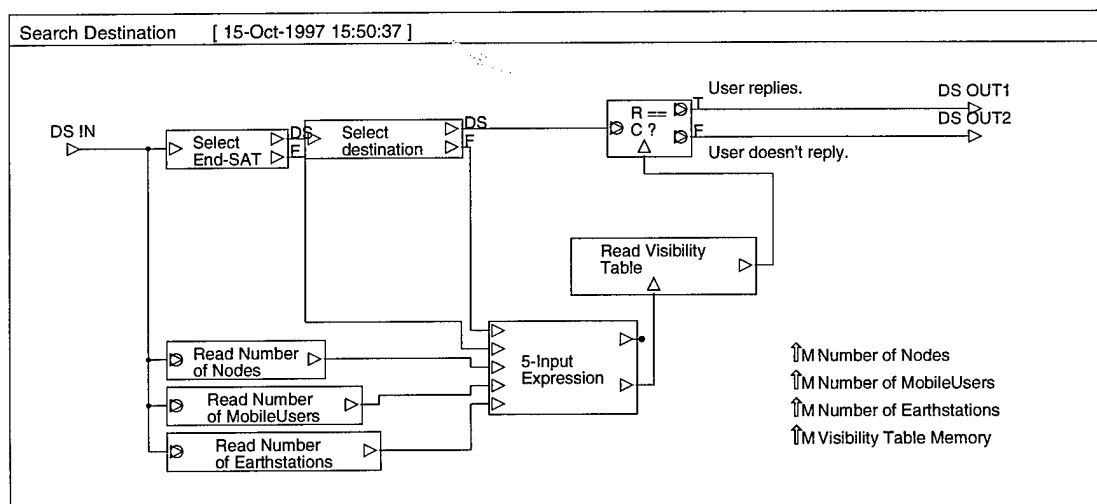 Search Destination [ 15-Oct-1997 15:50:37 ]
DS IN
Select
End-SAT
DS
F
Select
destination
DS
F
R ==
C ?
T
F
User replies.
User doesn't reply.
DS OUT1
DS OUT2
Read Visibility
Table
Read Number
of Nodes
Read Number
of MobileUsers
Read Number
of Earthstations
5-Input
Expression
⇑M Number of Nodes
⇑M Number of MobileUsers
⇑M Number of Earthstations
⇑M Visibility Table Memory